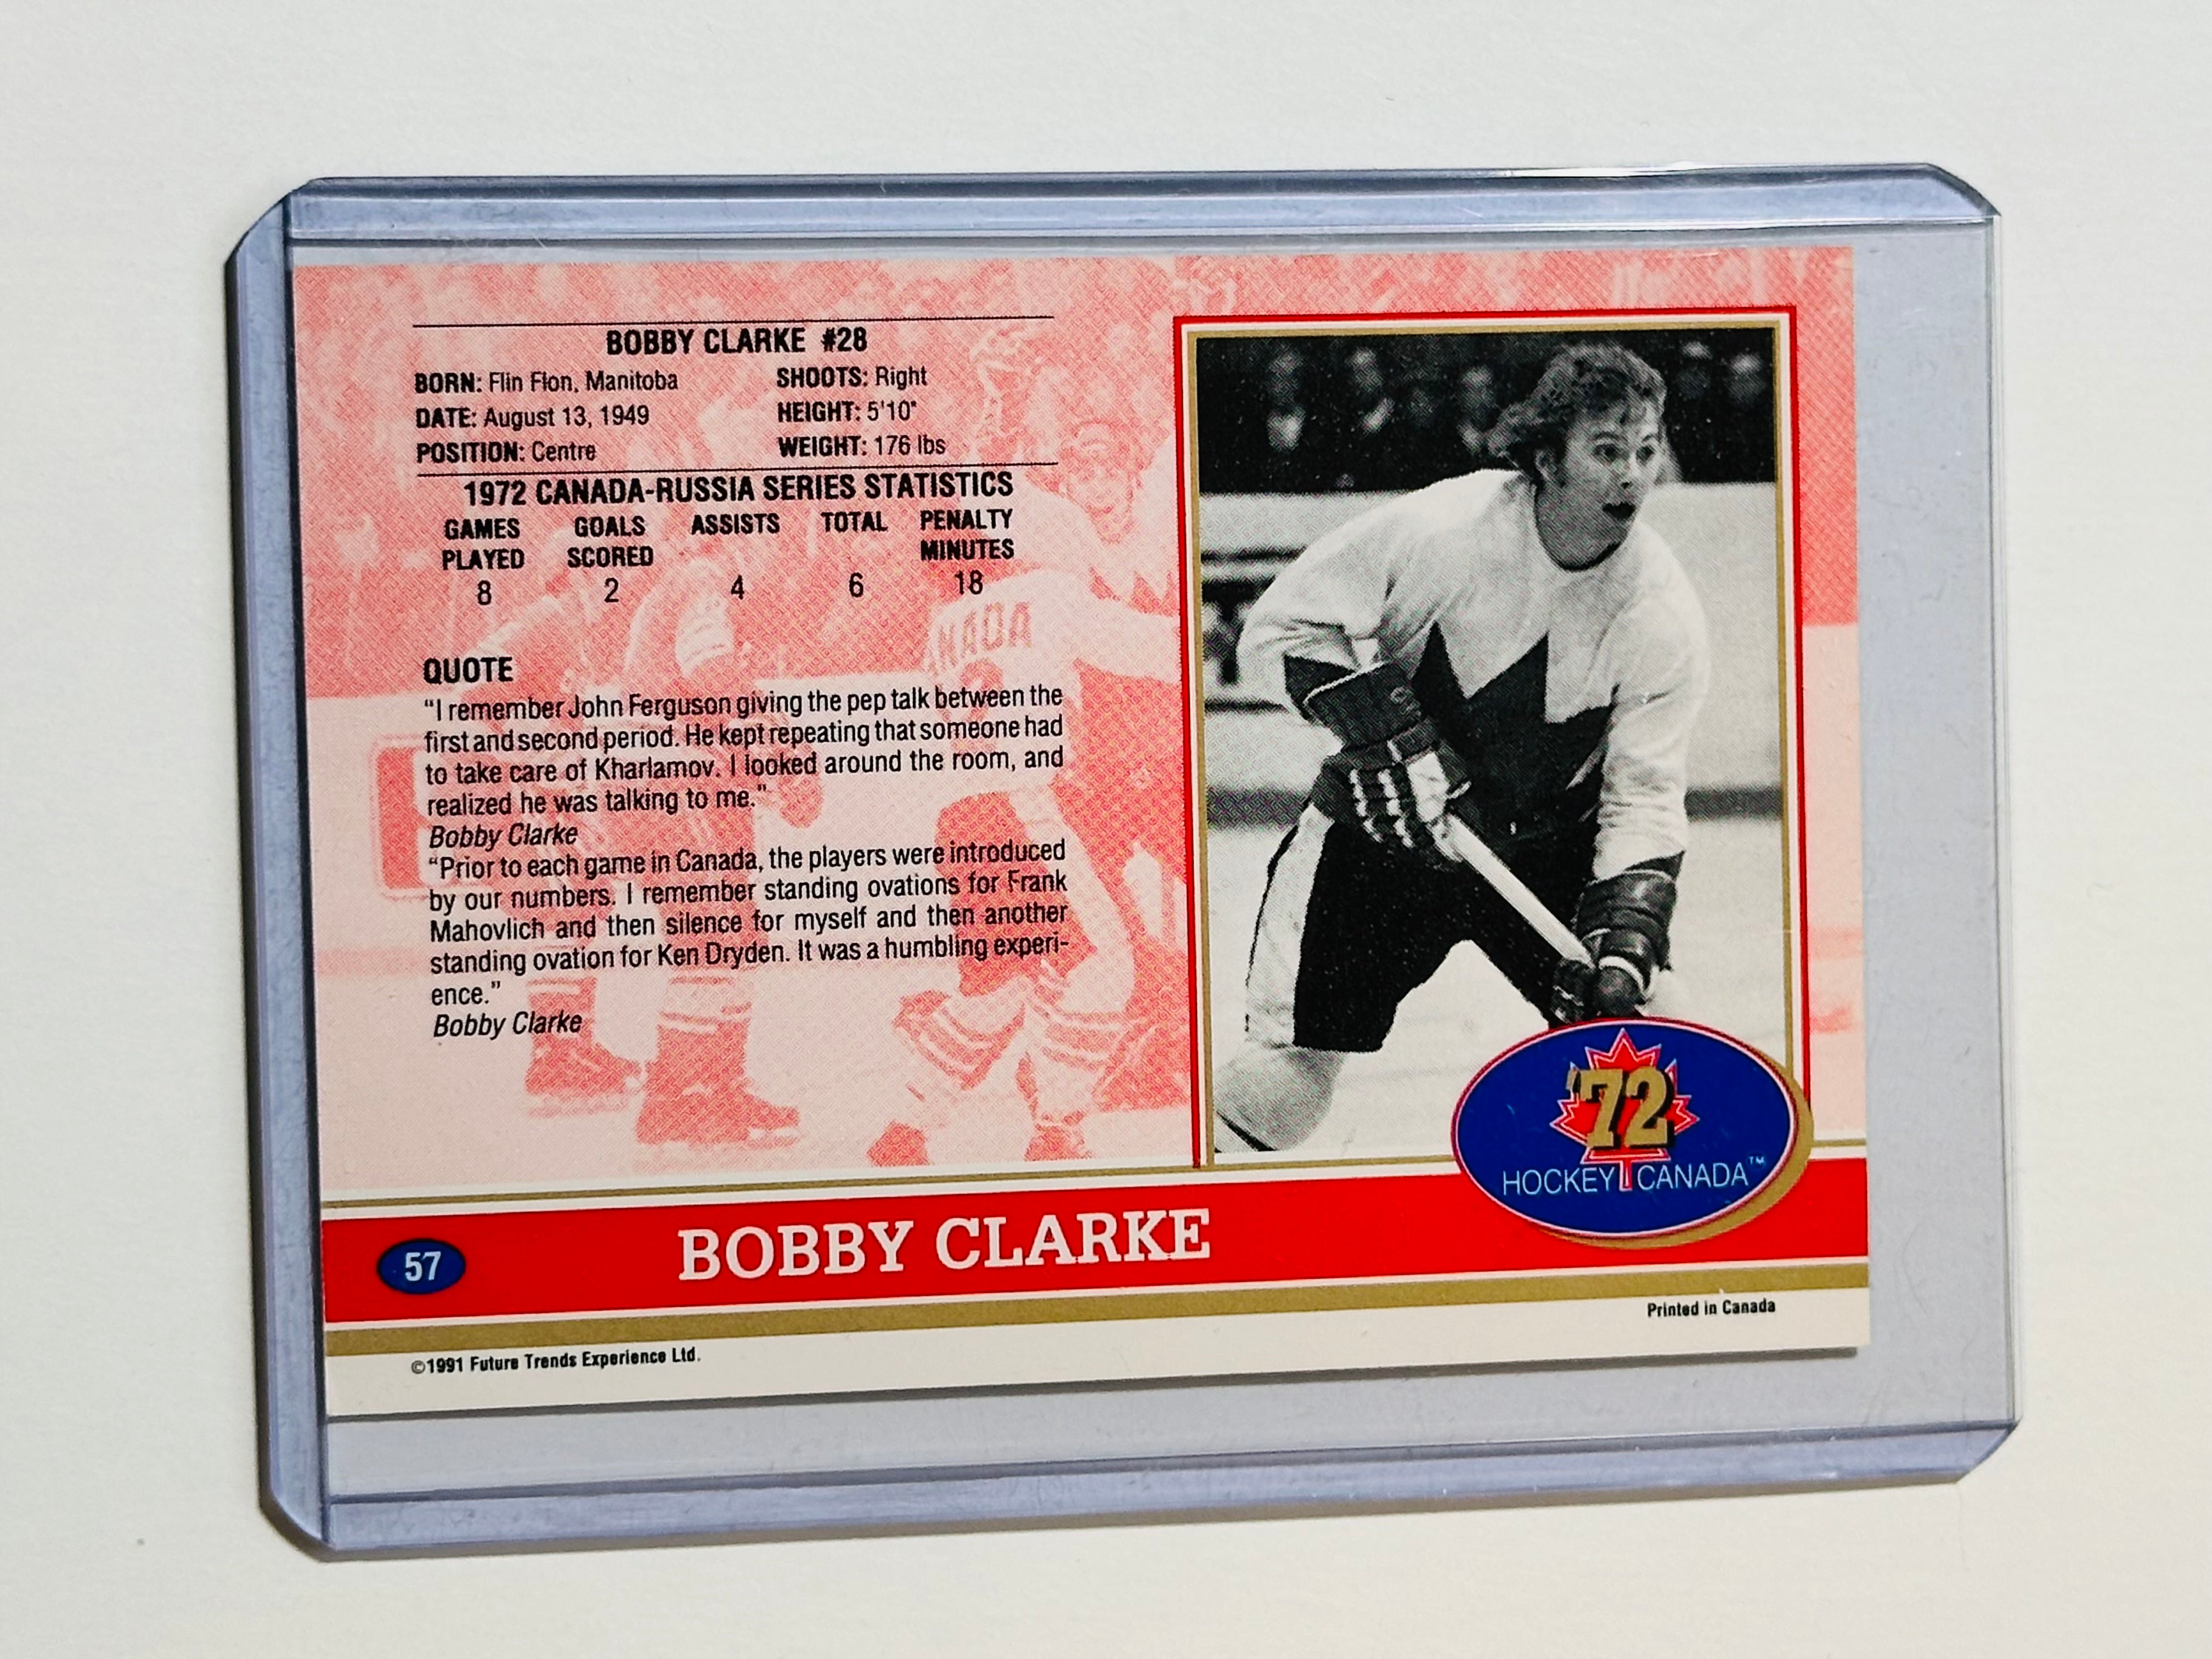 BOBBY CLARKE #28
BORN: Flin Flon, Manitoba SHOOTS: Right
DATE: August 13, 1949 HEIGHT: 5'10"
POSITION: Centre WEIGHT: 176 lbs
1972 CANADA-RUSSIA SERIES STATISTICS
GAMES GOALS ASSISTS TOTAL PENALTY
PLAYED SCORED MINUTES
8 2 4 6 18
NADA
QUOTE
“I remember John Ferguson giving the pep talk between the
first and second period. He kept repeating that someone had
to take care of Kharlamov. I looked around the room, and
realized he was talking to me.”
Bobby Clarke
“Prior to each game in Canada, the players were introduced
by our numbers. I remember standing ovations for Frank
Mahovlich and then silence for myself and then another
standing ovation for Ken Dryden. It was a humbling experi-
ence.”
Bobby Clarke
'72
HOCKEY CANADA™
57 BOBBY CLARKE
Printed in Canada
©1991 Future Trends Experience Ltd.